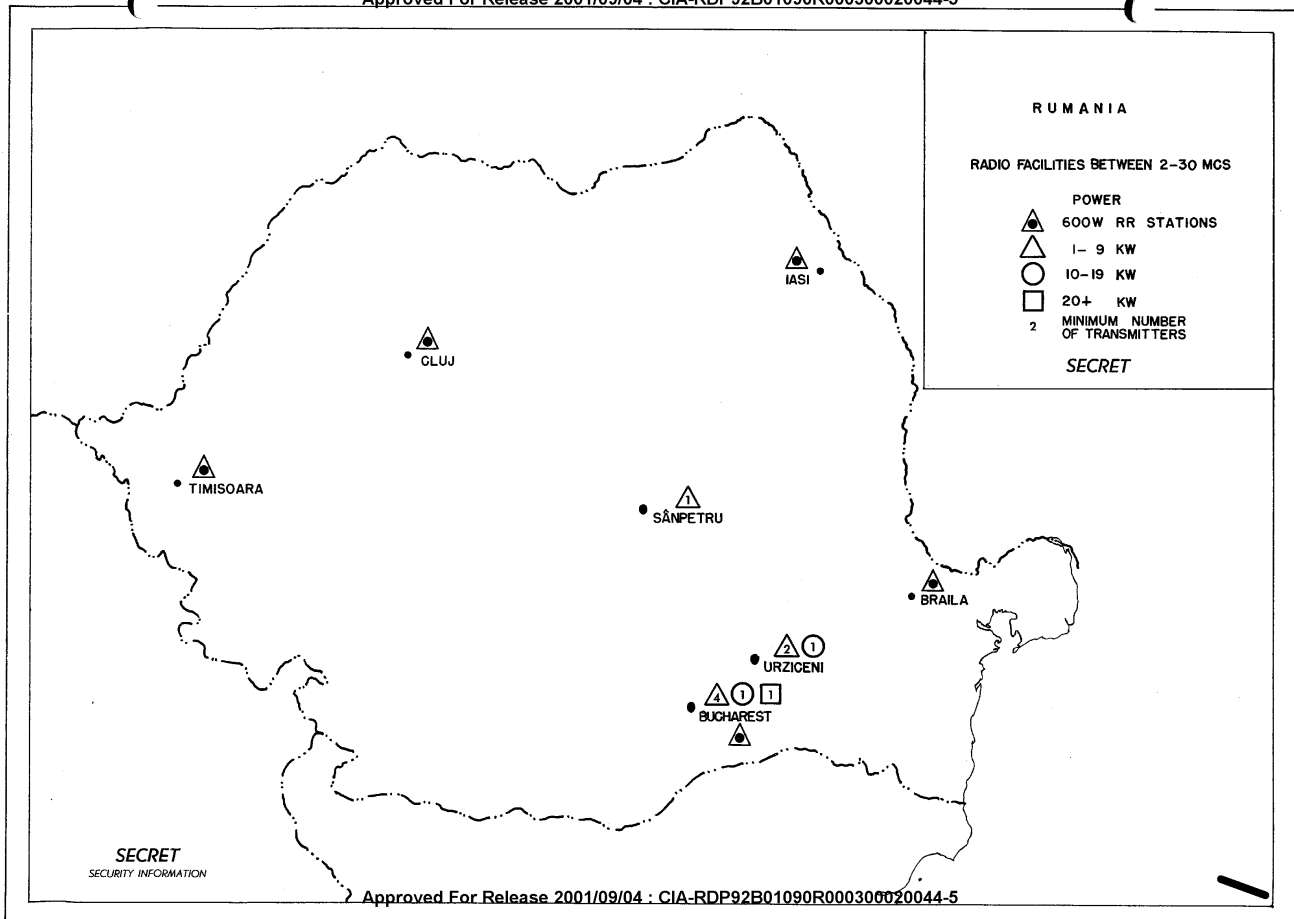 Approved For Release 2001/09/04 : CIA-RDP92B01090R000300020044-5
RUMANIA
RADIO FACILITIES BETWEEN 2-30 MCS
POWER
600W RR STATIONS
1- 9 KW
10-19 KW
20+ KW
2 MINIMUM NUMBER
OF TRANSMITTERS
SECRET
IASI
CLUJ
TIMISOARA
1
SÂNPETRU
BRAILA
2 1
URZICENI
4 1 1
BUCHAREST
SECRET
SECURITY INFORMATION
Approved For Release 2001/09/04 : CIA-RDP92B01090R000300020044-5